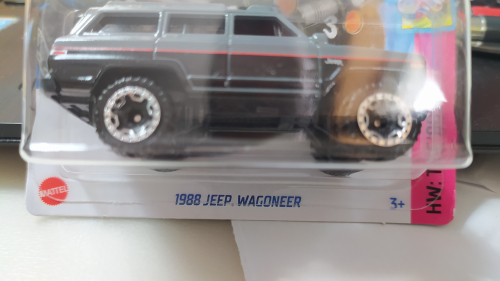 MATTEL
1988 JEEP WAGONEER
3+
HW: T